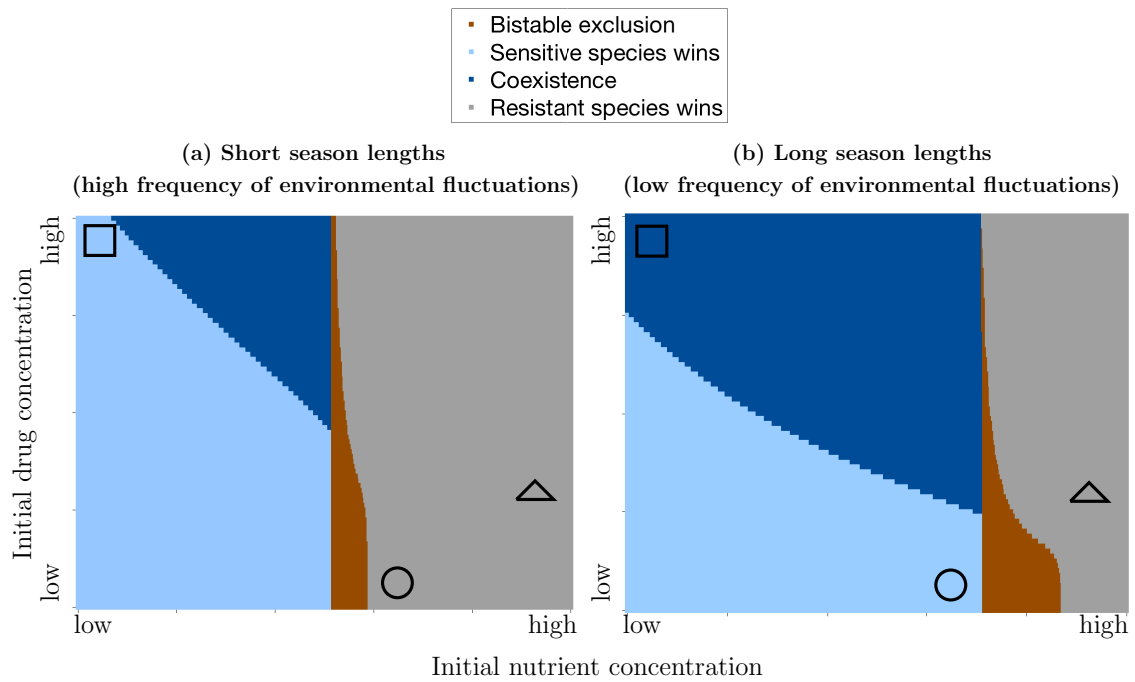 Bistable exclusion
Sensitive species wins
Coexistence
Resistant species wins
(a) Short season lengths
(high frequency of environmental fluctuations)
(b) Long season lengths
(low frequency of environmental fluctuations)
Initial drug concentration
high
low
low
high
high
low
low
high
Initial nutrient concentration